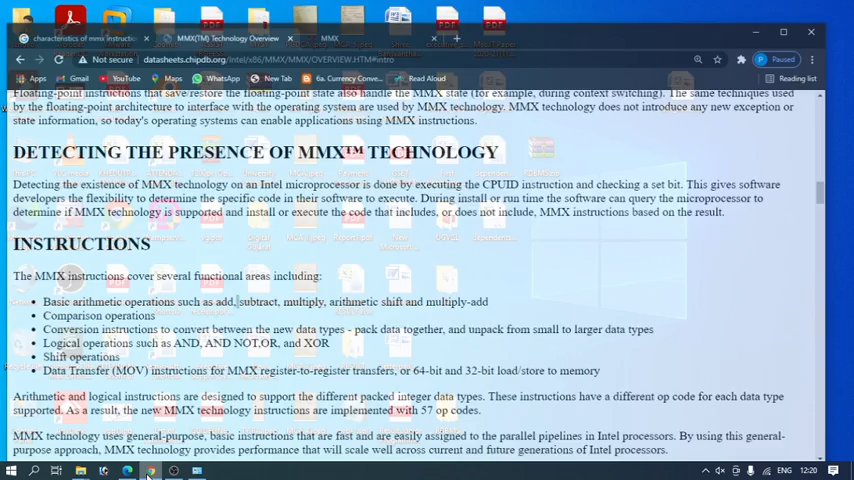 characteristics of mmx instructio
MMX(TM) Technology Overview
MMX
Not secure
datasheets.chipdb.org/Intel/x86/MMX/MMX/OVERVIEW.HTM#intro
Paused
Apps
Gmail
YouTube
Maps
WhatsApp
New Tab
6a. Currency Conve...
Read Aloud
Reading list
Floating-point instructions that save/restore the floating-point state also handle the MMX state (for example, during context switching). The same techniques used
by the floating-point architecture to interface with the operating system are used by MMX technology. MMX technology does not introduce any new exception or
state information, so today's operating systems can enable applications using MMX instructions.
DETECTING THE PRESENCE OF MMX™ TECHNOLOGY
Detecting the existence of MMX technology on an Intel microprocessor is done by executing the CPUID instruction and checking a set bit. This gives software
developers the flexibility to determine the specific code in their software to execute. During install or run time the software can query the microprocessor to
determine if MMX technology is supported and install or execute the code that includes, or does not include, MMX instructions based on the result.
INSTRUCTIONS
The MMX instructions cover several functional areas including:
Basic arithmetic operations such as add, subtract, multiply, arithmetic shift and multiply-add
Comparison operations
Conversion instructions to convert between the new data types - pack data together, and unpack from small to larger data types
Logical operations such as AND, AND NOT,OR, and XOR
Shift operations
Data Transfer (MOV) instructions for MMX register-to-register transfers, or 64-bit and 32-bit load/store to memory
Arithmetic and logical instructions are designed to support the different packed integer data types. These instructions have a different op code for each data type
supported. As a result, the new MMX technology instructions are implemented with 57 op codes.
MMX technology uses general-purpose, basic instructions that are fast and are easily assigned to the parallel pipelines in Intel processors. By using this general-
purpose approach, MMX technology provides performance that will scale well across current and future generations of Intel processors.
ENG
12:20